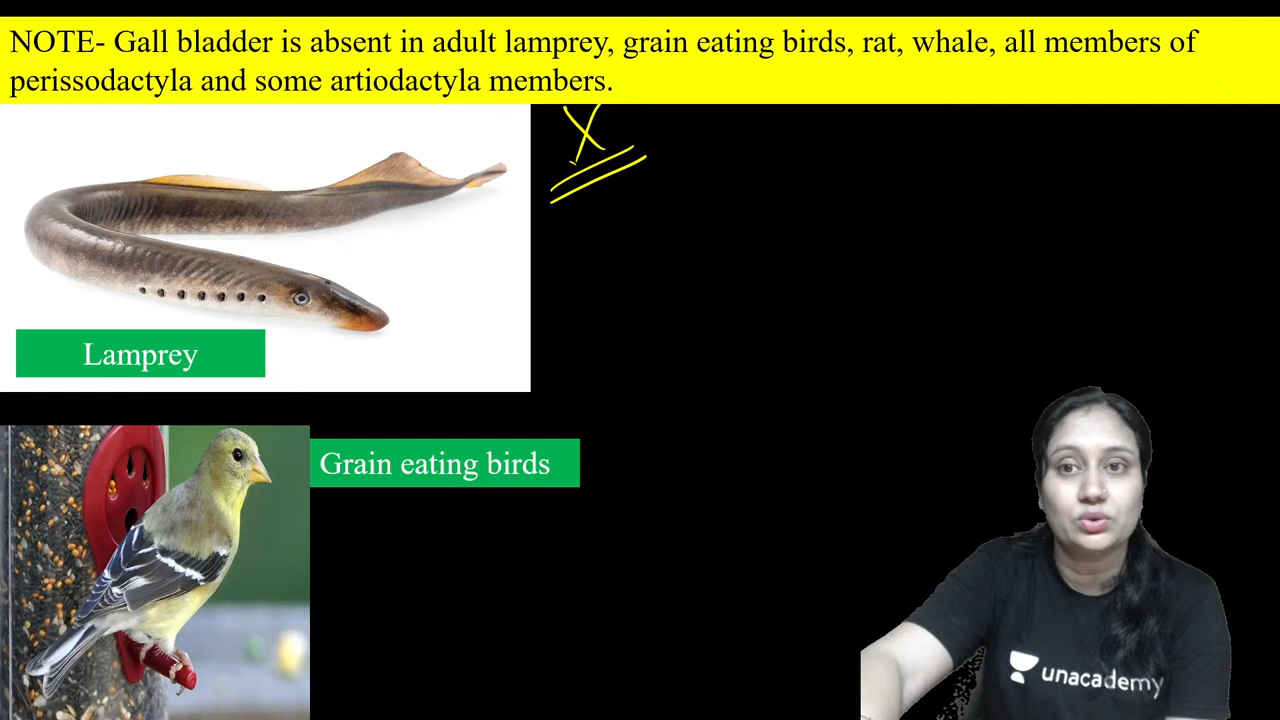 NOTE- Gall bladder is absent in adult lamprey, grain eating birds, rat, whale, all members of
perissodactyla and some artiodactyla members.
X
Lamprey
Grain eating birds
unacademy